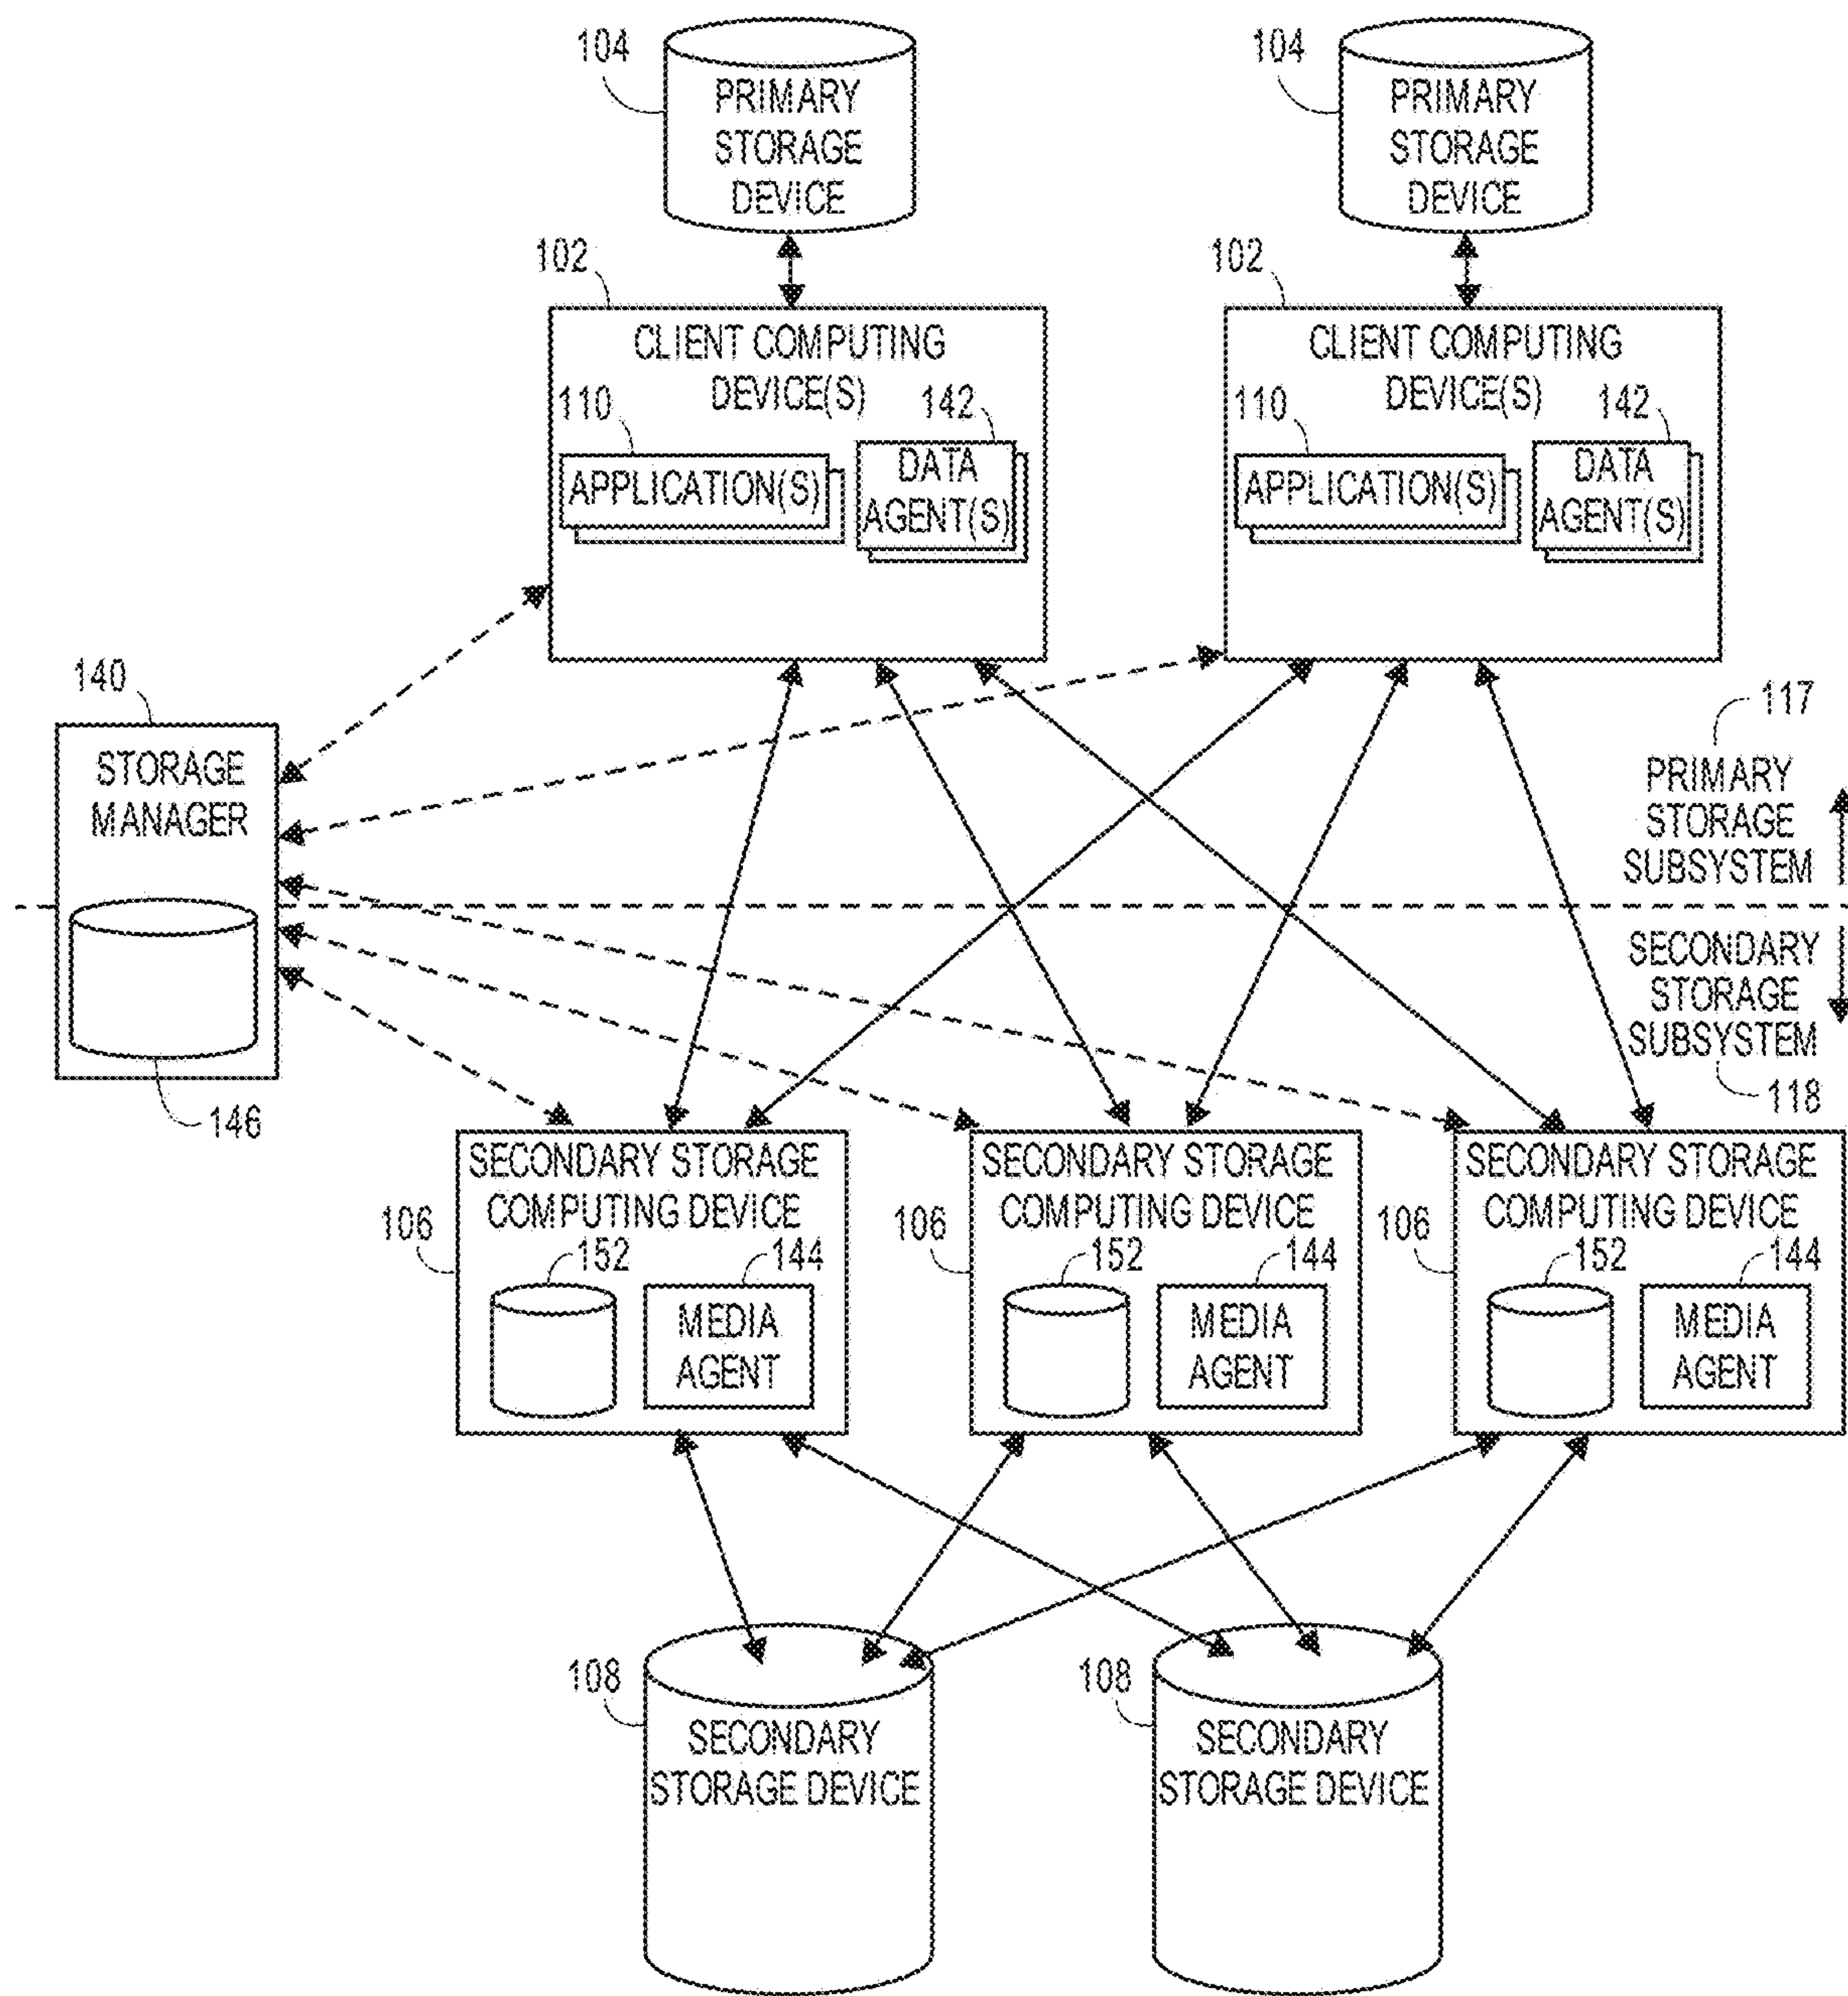 104
PRIMARY
STORAGE
DEVICE
104
PRIMARY
STORAGE
DEVICE
102
CLIENT COMPUTING
DEVICE(S)
110
142
APPLICATION(S)
DATA
AGENT(S)
102
CLIENT COMPUTING
DEVICE(S)
110
142
APPLICATION(S)
DATA
AGENT(S)
140
STORAGE
MANAGER
146
117
PRIMARY
STORAGE
SUBSYSTEM
SECONDARY
STORAGE
SUBSYSTEM
118
106
SECONDARY STORAGE
COMPUTING DEVICE
152
144
MEDIA
AGENT
106
SECONDARY STORAGE
COMPUTING DEVICE
152
144
MEDIA
AGENT
106
SECONDARY STORAGE
COMPUTING DEVICE
152
144
MEDIA
AGENT
108
SECONDARY
STORAGE DEVICE
108
SECONDARY
STORAGE DEVICE